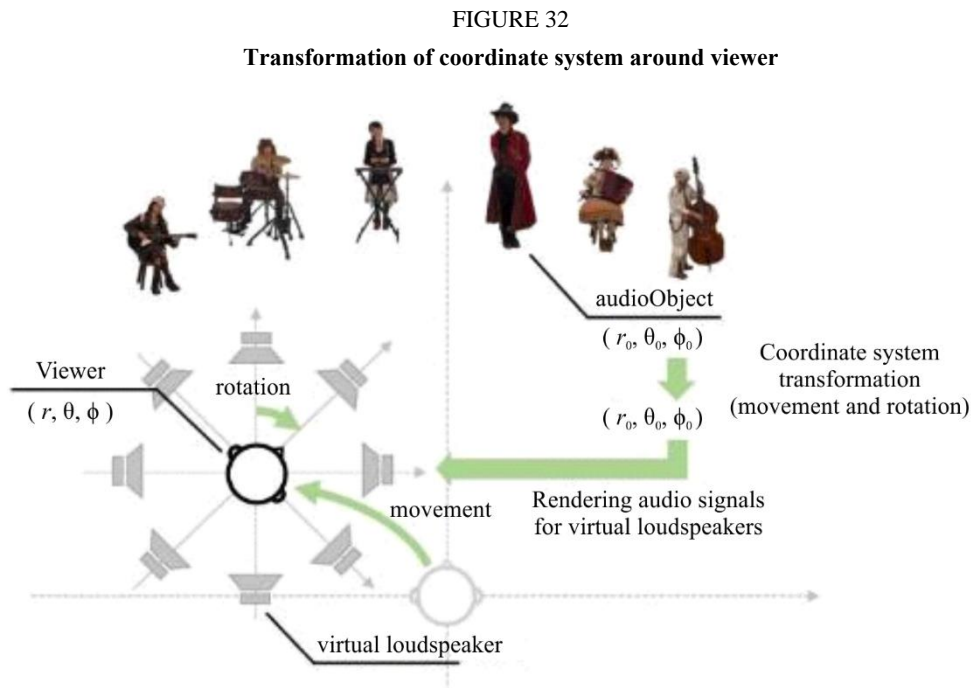 FIGURE 32
Transformation of coordinate system around viewer
audioObject
( r₀, θ₀, ϕ₀ )
Coordinate system
transformation
(movement and rotation)
( r₀, θ₀, ϕ₀ )
Viewer
( r, θ, ϕ )
rotation
movement
Rendering audio signals
for virtual loudspeakers
virtual loudspeaker